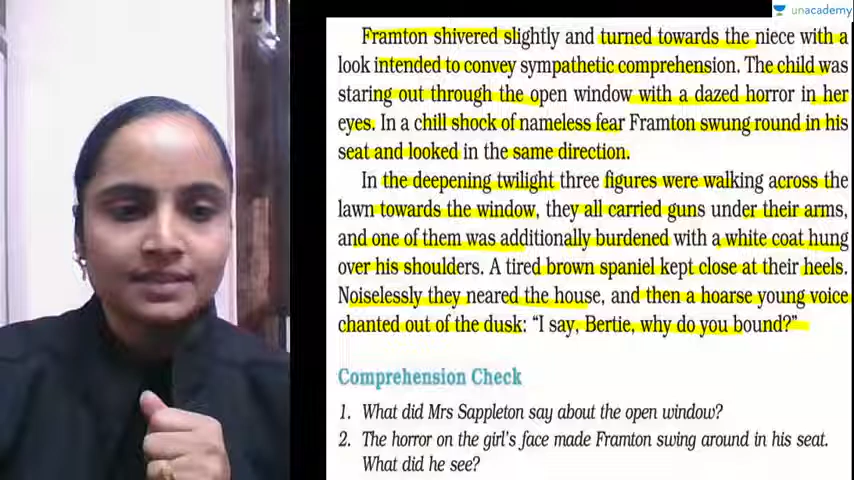 unacademy
Framton shivered slightly and turned towards the niece with a
look intended to convey sympathetic comprehension. The child was
staring out through the open window with a dazed horror in her
eyes. In a chill shock of nameless fear Framton swung round in his
seat and looked in the same direction.
In the deepening twilight three figures were walking across the
lawn towards the window, they all carried guns under their arms,
and one of them was additionally burdened with a white coat hung
over his shoulders. A tired brown spaniel kept close at their heels.
Noiselessly they neared the house, and then a hoarse young voice
chanted out of the dusk: “I say, Bertie, why do you bound?”
Comprehension Check
1. What did Mrs Sappleton say about the open window?
2. The horror on the girl's face made Framton swing around in his seat.
What did he see?